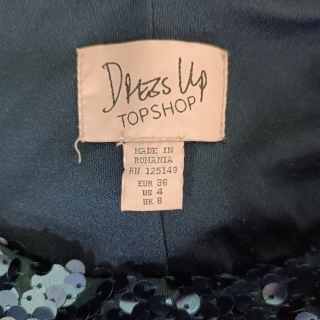 Dress Up
TOPSHOP
MADE IN
ROMANIA
RN 125149
EUR 36
US 4
UK 8